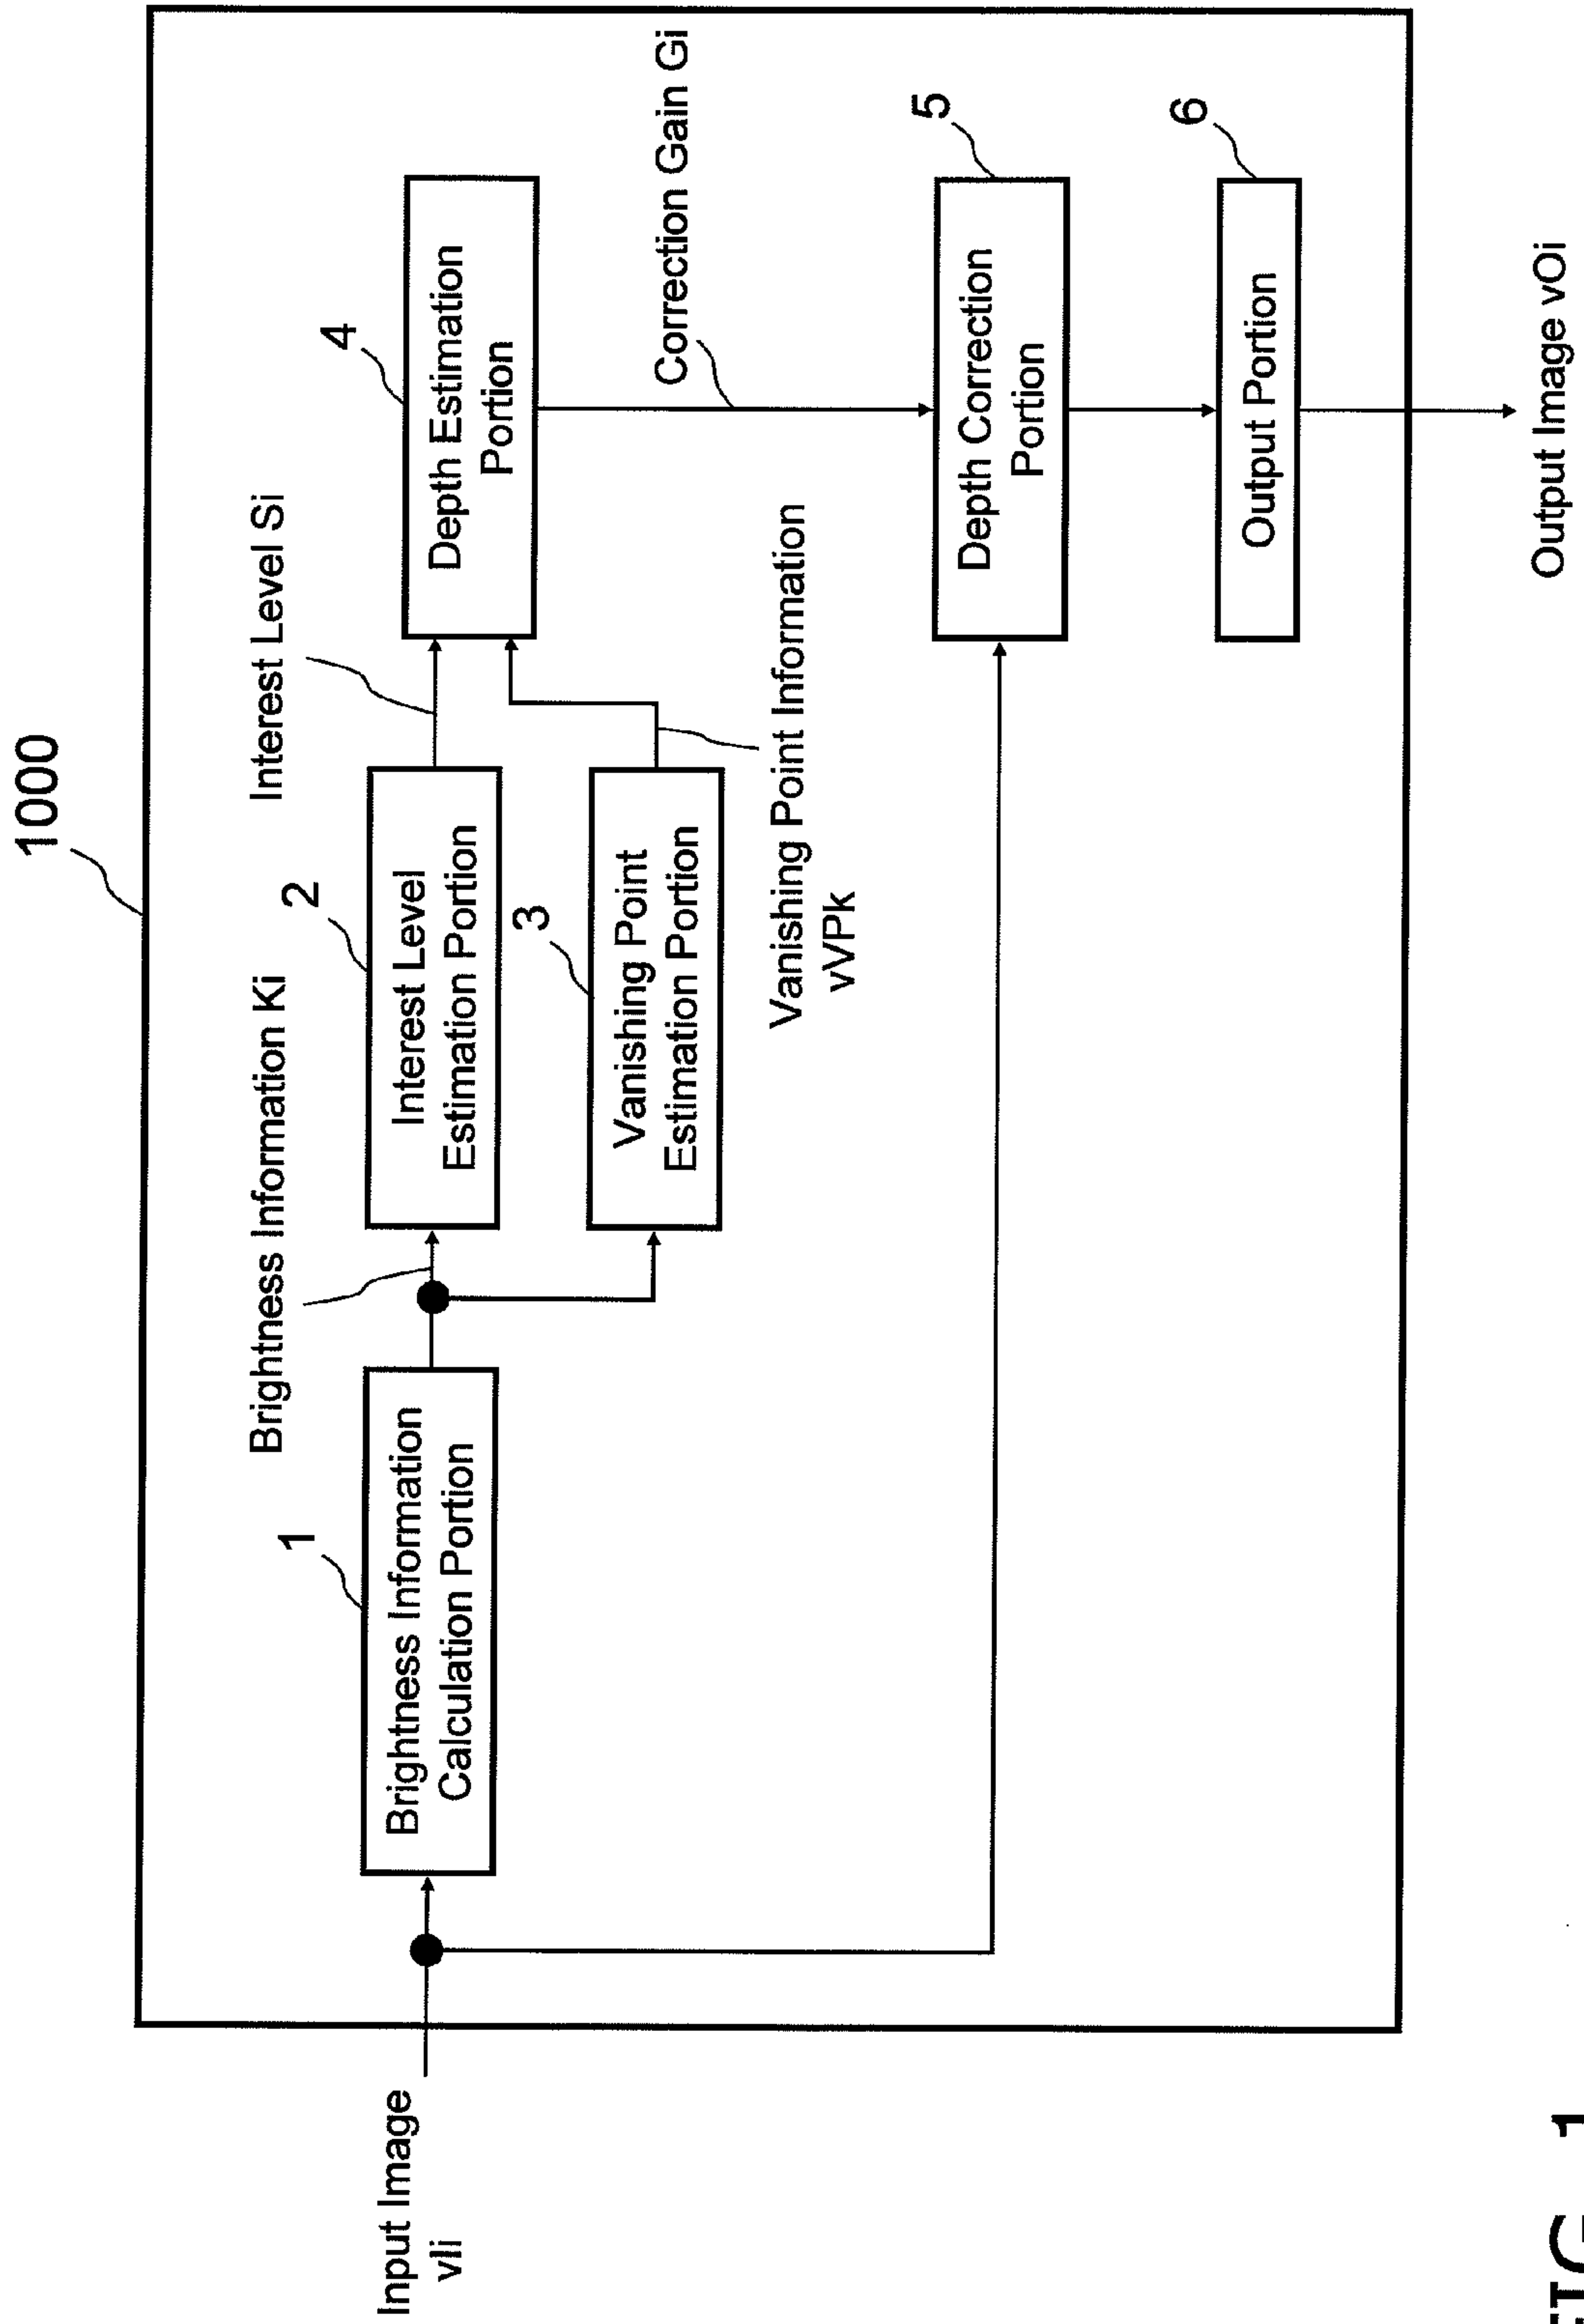 1000
Input Image
vIi
1
Brightness Information
Calculation Portion
Brightness Information Ki
2
Interest Level
Estimation Portion
3
Vanishing Point
Estimation Portion
Interest Level Si
Vanishing Point Information
vVPk
4
Depth Estimation
Portion
Correction Gain Gi
5
Depth Correction
Portion
6
Output Portion
Output Image vOi
FIG. 1